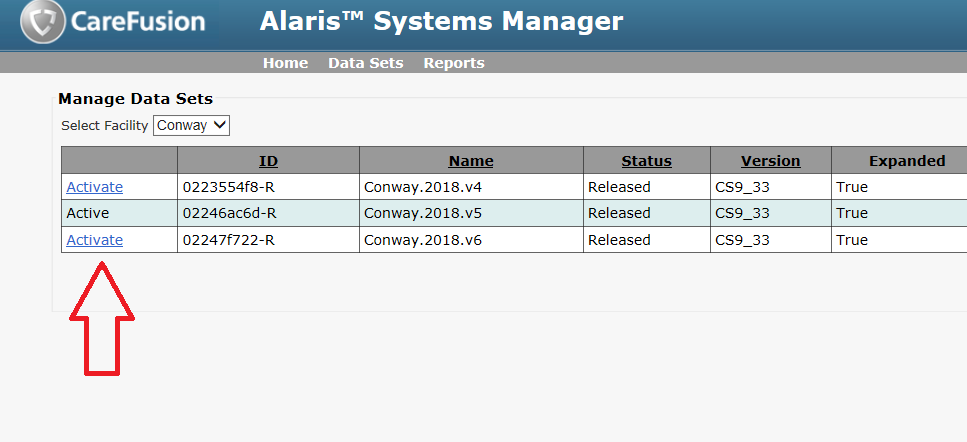 CareFusion Alaris™ Systems Manager
Home Data Sets Reports
Manage Data Sets
Select Facility Conway
ID Name Status Version Expanded
Activate 0223554f8-R Conway.2018.v4 Released CS9_33 True
Active 02246ac6d-R Conway.2018.v5 Released CS9_33 True
Activate 02247f722-R Conway.2018.v6 Released CS9_33 True